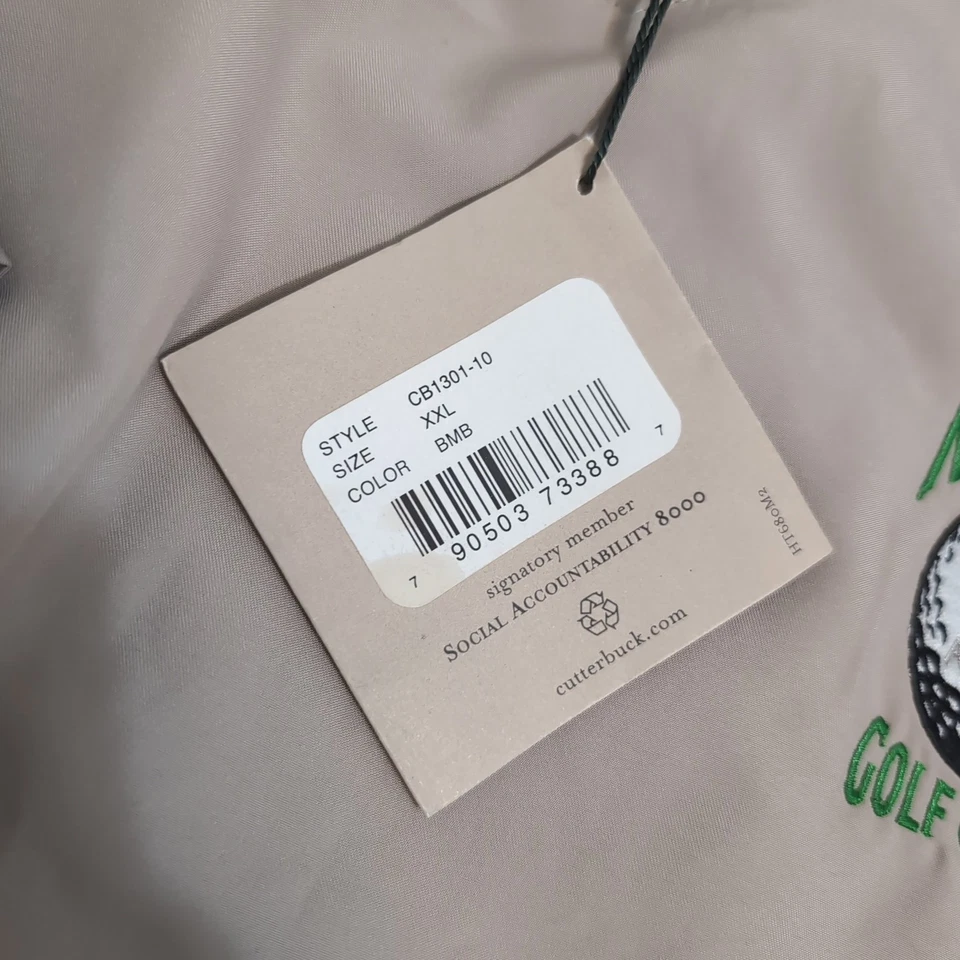 STYLE CB1301-10
SIZE XXL
COLOR BMB
7 90503 73388 7
signatory member
SOCIAL ACCOUNTABILITY 8000
cutterbuck.com
HT680M2
GOLF